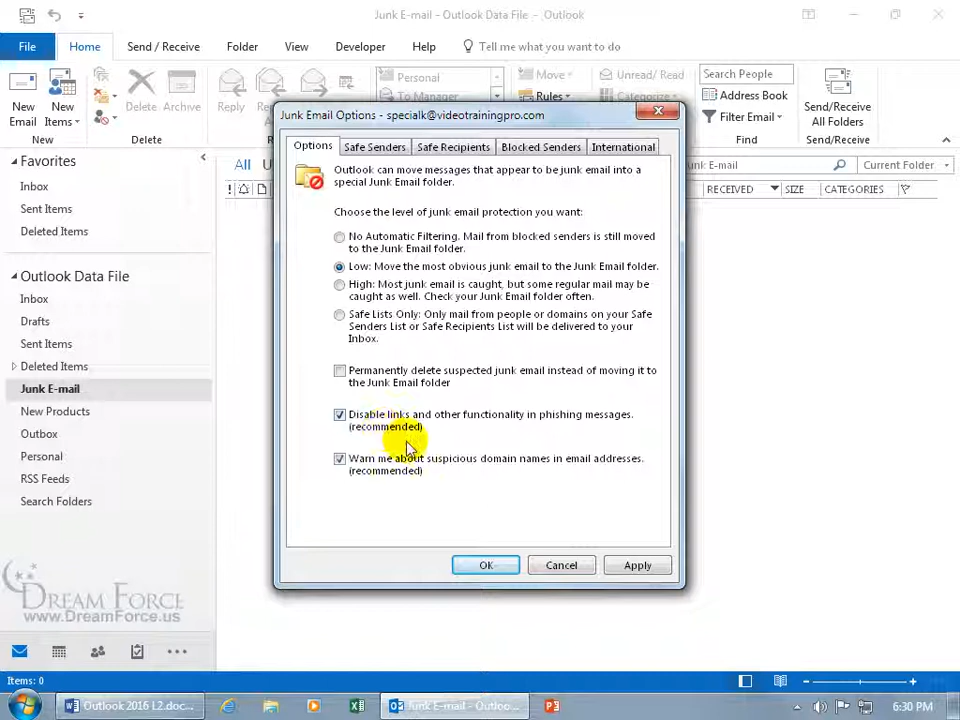 Junk E-mail - Outlook Data File - Outlook
File
Home
Send / Receive
Folder
View
Developer
Help
Tell me what you want to do
New Email
New Items
New
Delete
Archive
Delete
Reply
Personal
To Manager
Move
Rules
Unread/ Read
Categorize
Search People
Address Book
Filter Email
Find
Send/Receive All Folders
Send/Receive
Favorites
Inbox
Sent Items
Deleted Items
Outlook Data File
Inbox
Drafts
Sent Items
Deleted Items
Junk E-mail
New Products
Outbox
Personal
RSS Feeds
Search Folders
All
Current Folder
RECEIVED
SIZE
CATEGORIES
Junk Email Options - specialk@videotrainingpro.com
Options
Safe Senders
Safe Recipients
Blocked Senders
International
Outlook can move messages that appear to be junk email into a
special Junk Email folder.
Choose the level of junk email protection you want:
No Automatic Filtering. Mail from blocked senders is still moved
to the Junk Email folder.
Low: Move the most obvious junk email to the Junk Email folder.
High: Most junk email is caught, but some regular mail may be
caught as well. Check your Junk Email folder often.
Safe Lists Only: Only mail from people or domains on your Safe
Senders List or Safe Recipients List will be delivered to your
Inbox.
Permanently delete suspected junk email instead of moving it to
the Junk Email folder
Disable links and other functionality in phishing messages.
(recommended)
Warn me about suspicious domain names in email addresses.
(recommended)
OK
Cancel
Apply
DREAM FORCE
www.DreamForce.us
Items: 0
Outlook 2016 L2.doc...
Junk E-mail - Outloo...
6:30 PM